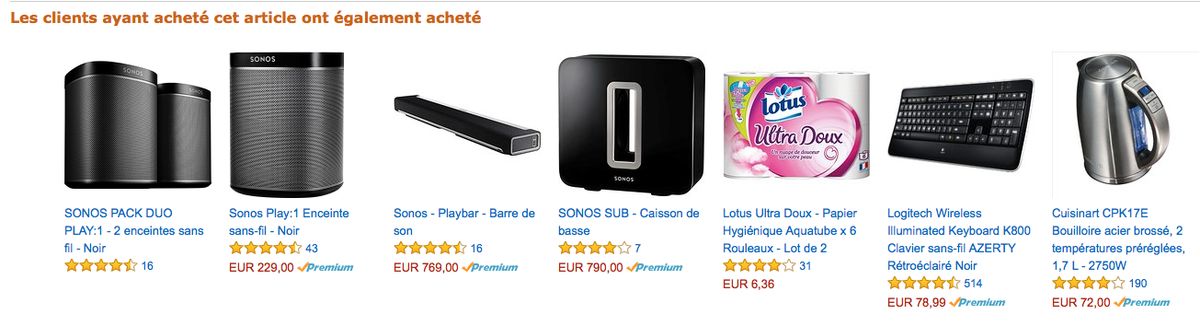 Les clients ayant acheté cet article ont également acheté
SONOS
SONOS
SONOS
lotus
Ultra Doux
Un nuage de douceur
sur votre peau
SONOS PACK DUO
PLAY:1 - 2 enceintes sans
fil - Noir
16
Sonos Play:1 Enceinte
sans-fil - Noir
43
EUR 229,00 Premium
Sonos - Playbar - Barre de
son
16
EUR 769,00 Premium
SONOS SUB - Caisson de
basse
7
EUR 790,00 Premium
Lotus Ultra Doux - Papier
Hygiénique Aquatube x 6
Rouleaux - Lot de 2
31
EUR 6,36
Logitech Wireless
Illuminated Keyboard K800
Clavier sans-fil AZERTY
Rétroéclairé Noir
514
EUR 78,99 Premium
Cuisinart CPK17E
Bouilloire acier brossé, 2
températures préréglées,
1,7 L - 2750W
190
EUR 72,00 Premium